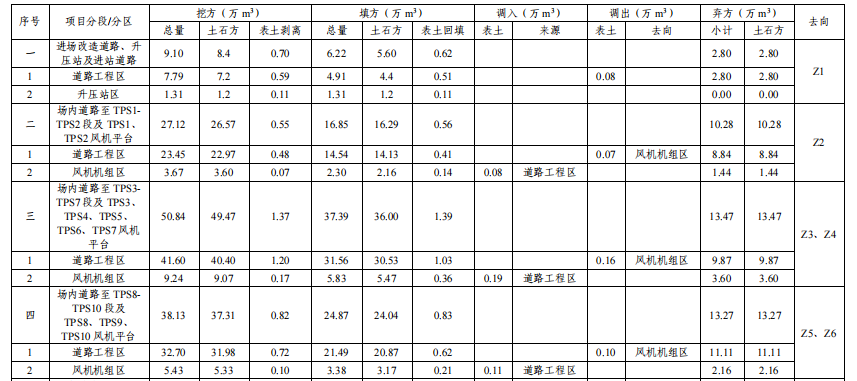 序号 项目分段/分区 挖方（万 m³） 填方（万 m³） 调入（万 m³） 调出（万 m³） 弃方（万 m³） 去向
总量 土石方 表土剥离 总量 土石方 表土回填 表土 来源 表土 去向 小计 土石方
一 进场改造道路、升压站及进站道路 9.10 8.4 0.70 6.22 5.60 0.62 2.80 2.80 Z1
1 道路工程区 7.79 7.2 0.59 4.91 4.4 0.51 0.08 2.80 2.80
2 升压站区 1.31 1.2 0.11 1.31 1.2 0.11 0.00 0.00
二 场内道路至 TPS1-TPS2 段及 TPS1、TPS2 风机平台 27.12 26.57 0.55 16.85 16.29 0.56 10.28 10.28 Z2
1 道路工程区 23.45 22.97 0.48 14.54 14.13 0.41 0.07 风机机组区 8.84 8.84
2 风机机组区 3.67 3.60 0.07 2.30 2.16 0.14 0.08 道路工程区 1.44 1.44
三 场内道路至 TPS3-TPS7 段及 TPS3、TPS4、TPS5、TPS6、TPS7 风机平台 50.84 49.47 1.37 37.39 36.00 1.39 13.47 13.47 Z3、Z4
1 道路工程区 41.60 40.40 1.20 31.56 30.53 1.03 0.16 风机机组区 9.87 9.87
2 风机机组区 9.24 9.07 0.17 5.83 5.47 0.36 0.19 道路工程区 3.60 3.60
四 场内道路至 TPS8-TPS10 段及 TPS8、TPS9、TPS10 风机平台 38.13 37.31 0.82 24.87 24.04 0.83 13.27 13.27 Z5、Z6
1 道路工程区 32.70 31.98 0.72 21.49 20.87 0.62 0.10 风机机组区 11.11 11.11
2 风机机组区 5.43 5.33 0.10 3.38 3.17 0.21 0.11 道路工程区 2.16 2.16